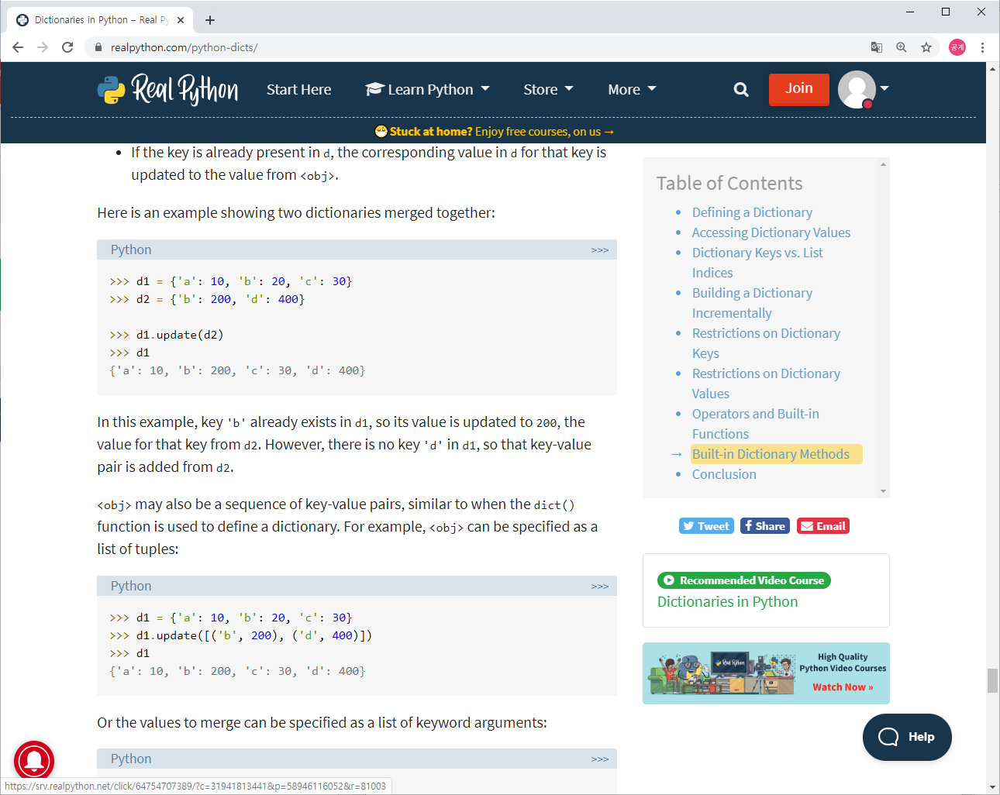 Dictionaries in Python – Real Py
realpython.com/python-dicts/
공계
Real Python
Start Here
Learn Python
Store
More
Join
Stuck at home? Enjoy free courses, on us →
• If the key is already present in d, the corresponding value in d for that key is
updated to the value from <obj>.
Here is an example showing two dictionaries merged together:
Python >>>
>>> d1 = {'a': 10, 'b': 20, 'c': 30}
>>> d2 = {'b': 200, 'd': 400}
>>> d1.update(d2)
>>> d1
{'a': 10, 'b': 200, 'c': 30, 'd': 400}
In this example, key 'b' already exists in d1, so its value is updated to 200, the
value for that key from d2. However, there is no key 'd' in d1, so that key-value
pair is added from d2.
<obj> may also be a sequence of key-value pairs, similar to when the dict()
function is used to define a dictionary. For example, <obj> can be specified as a
list of tuples:
Python >>>
>>> d1 = {'a': 10, 'b': 20, 'c': 30}
>>> d1.update([('b', 200), ('d', 400)])
>>> d1
{'a': 10, 'b': 200, 'c': 30, 'd': 400}
Or the values to merge can be specified as a list of keyword arguments:
Python >>>
Table of Contents
• Defining a Dictionary
• Accessing Dictionary Values
• Dictionary Keys vs. List
Indices
• Building a Dictionary
Incrementally
• Restrictions on Dictionary
Keys
• Restrictions on Dictionary
Values
• Operators and Built-in
Functions
→ Built-in Dictionary Methods
• Conclusion
Tweet
Share
Email
Recommended Video Course
Dictionaries in Python
Real Python
High Quality
Python Video Courses
Watch Now »
Help
https://srv.realpython.net/click/64754707389/?c=31941813441&p=58946116052&r=81003